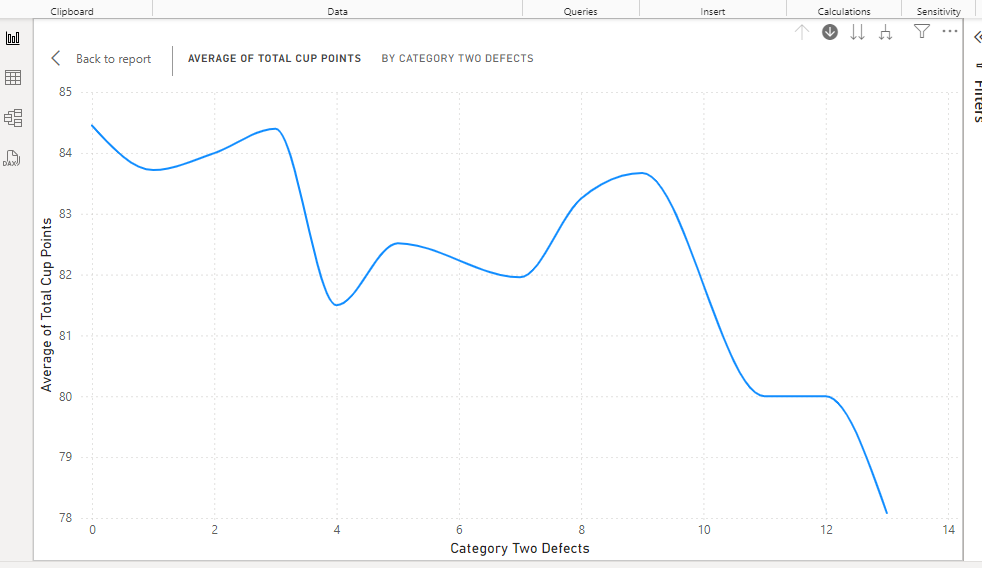 Clipboard Data Queries Insert Calculations Sensitivity
Back to report AVERAGE OF TOTAL CUP POINTS BY CATEGORY TWO DEFECTS
Filters
DAX
Average of Total Cup Points
85
84
83
82
81
80
79
78
0 2 4 6 8 10 12 14
Category Two Defects